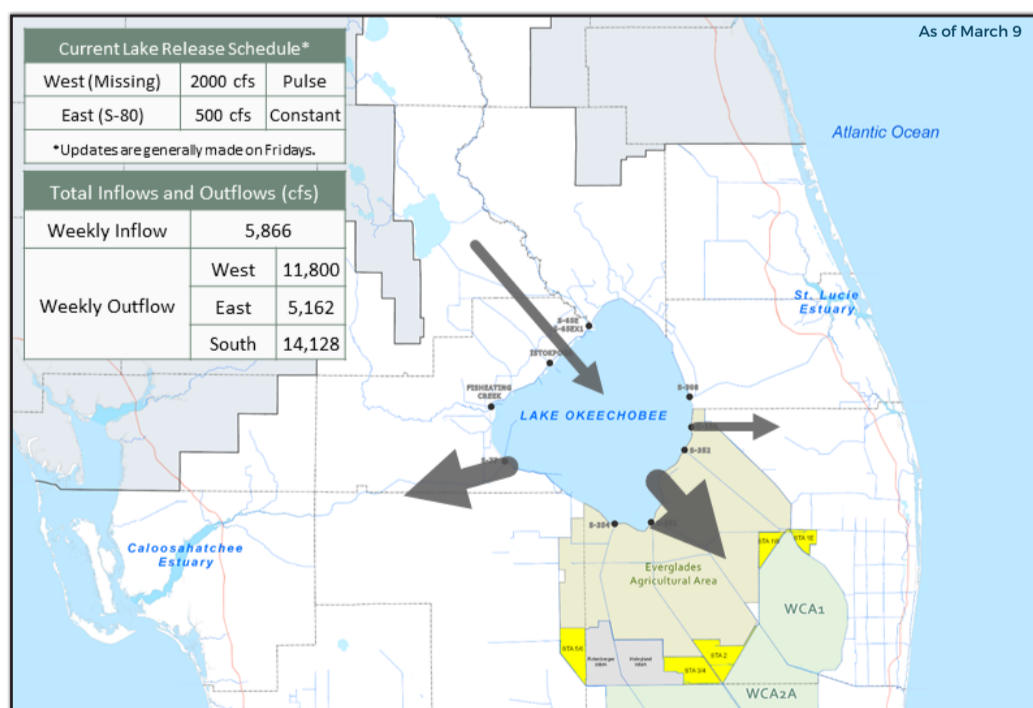 As of March 9
Current Lake Release Schedule*
West (Missing) 2000 cfs Pulse
East (S-80) 500 cfs Constant
*Updates are generally made on Fridays.
Total Inflows and Outflows (cfs)
Weekly Inflow 5,866
Weekly Outflow
West 11,800
East 5,162
South 14,128
Atlantic Ocean
St. Lucie
Estuary
S-65E
S-65EX1
FISHEATING
CREEK
LAKE OKEECHOBEE
S-352
S-354
Caloosahatchee
Estuary
Everglades
Agricultural Area
STA 1E
WCA1
STA 5/6
STA 2
STA 3/4
WCA2A